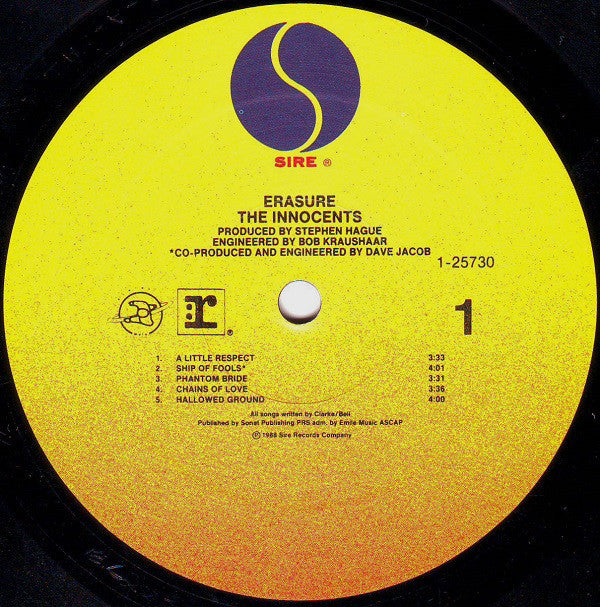 SIRE ®
ERASURE
THE INNOCENTS
PRODUCED BY STEPHEN HAGUE
ENGINEERED BY BOB KRAUSHAAR
*CO-PRODUCED AND ENGINEERED BY DAVE JACOB
1-25730
r ®
1
1. A LITTLE RESPECT 3:33
2. SHIP OF FOOLS* 4:01
3. PHANTOM BRIDE 3:31
4. CHAINS OF LOVE 3:36
5. HALLOWED GROUND 4:00
All songs written by Clarke/Bell
Published by Sonet Publishing PRS adm. by Emile Music ASCAP
℗ 1988 Sire Records Company